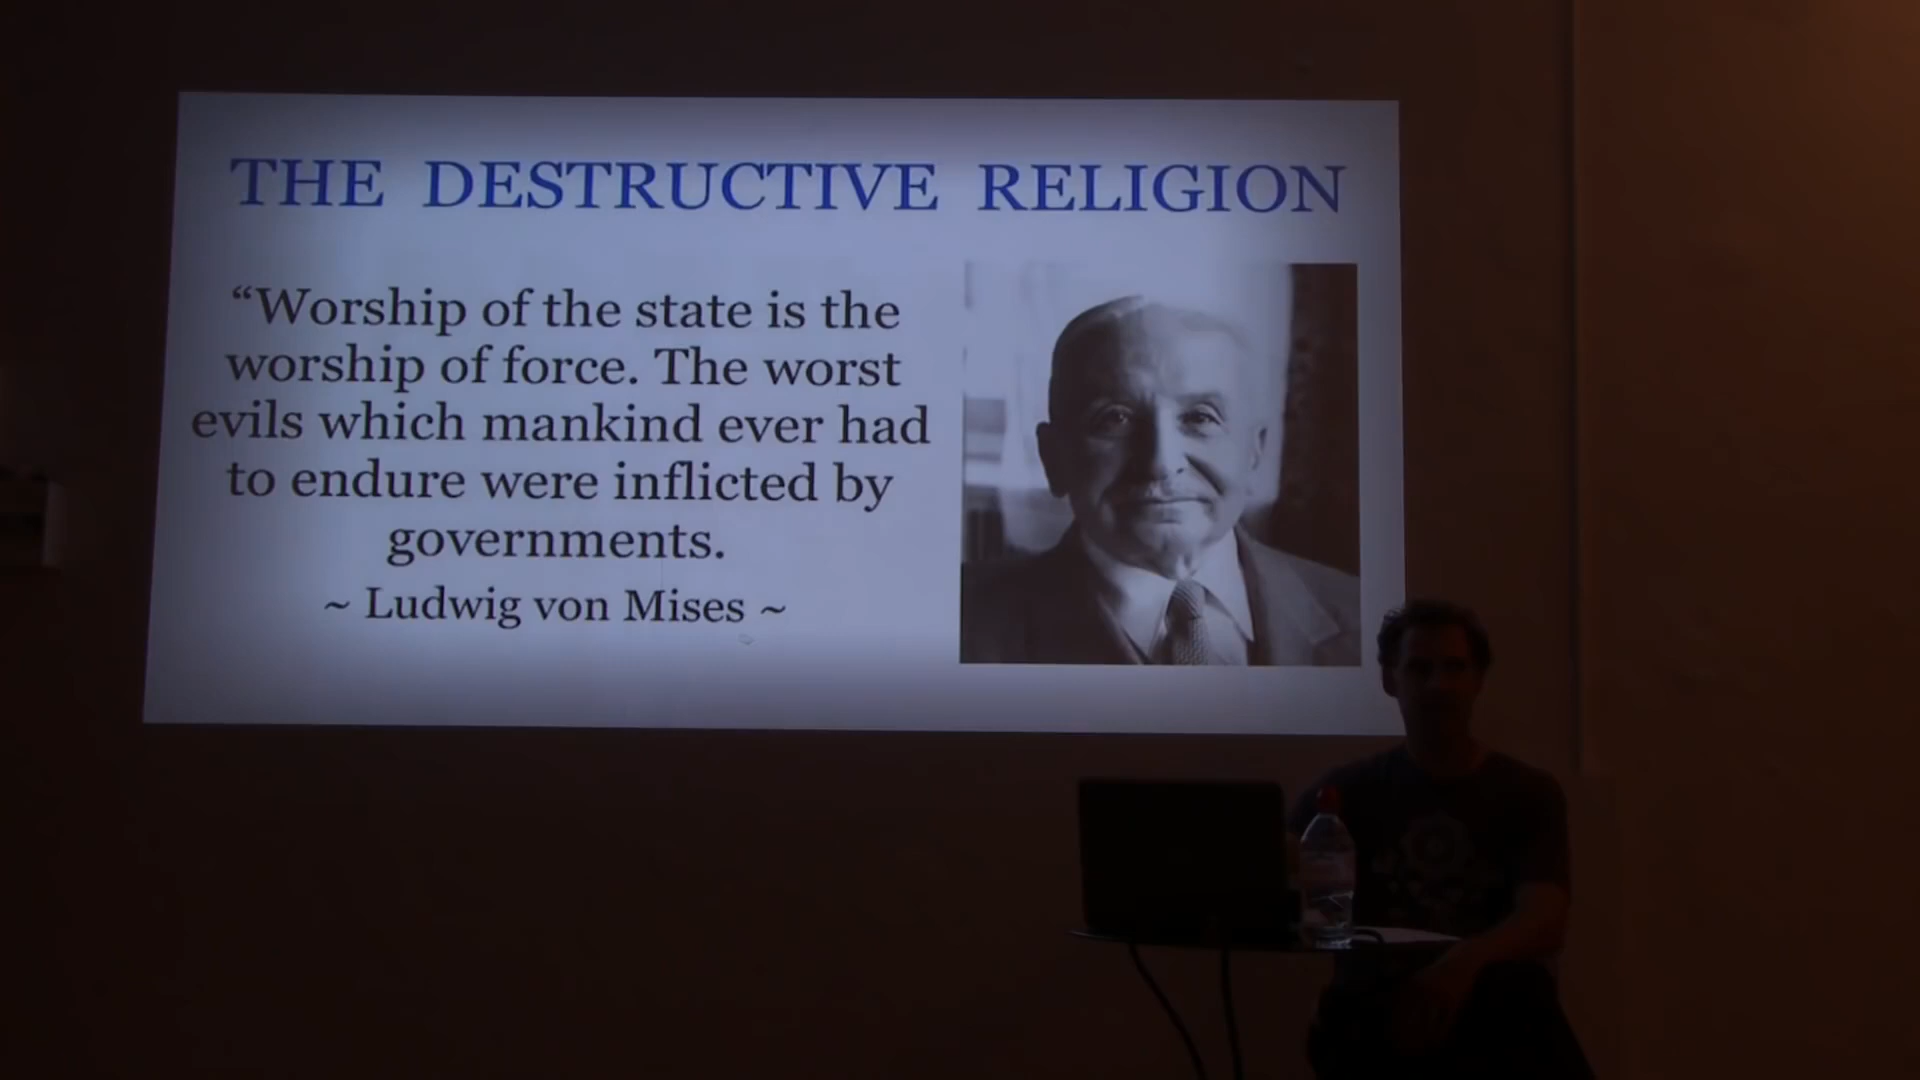 THE DESTRUCTIVE RELIGION
“Worship of the state is the
worship of force. The worst
evils which mankind ever had
to endure were inflicted by
governments.
~ Ludwig von Mises ~